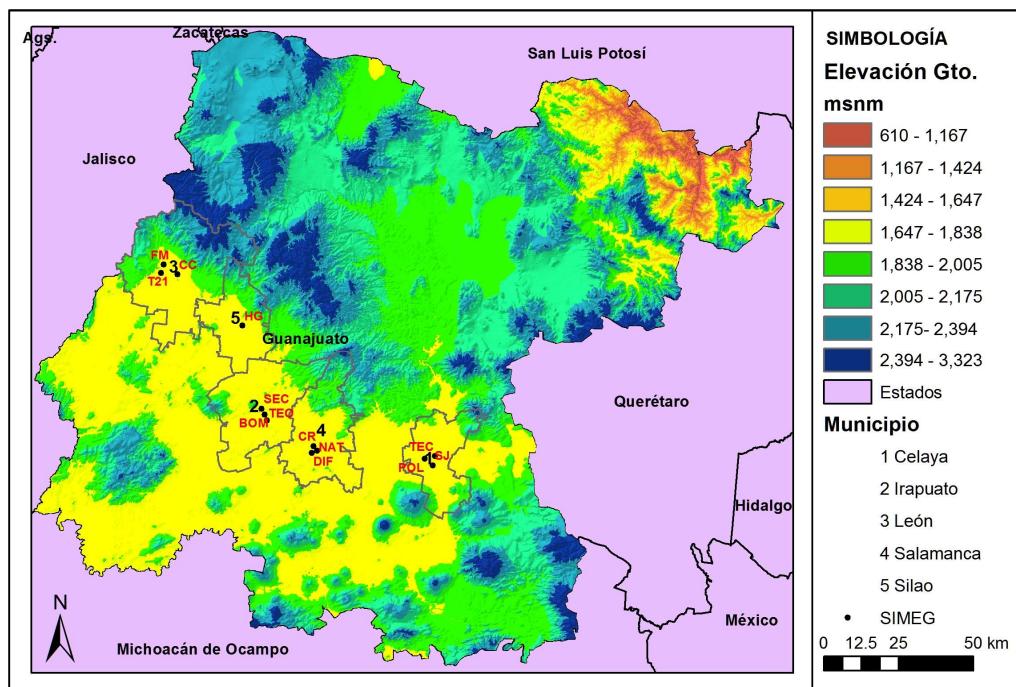 Ags.
Zacatecas
San Luis Potosí
Jalisco
FM
3
CC
T21
HG
5
Guanajuato
SEC
2
TEO
BOM
4
CR
NAT
DIF
TEC
1
SJ
POL
Querétaro
Hidalgo
México
Michoacán de Ocampo
N
SIMBOLOGÍA
Elevación Gto.
msnm
610 - 1,167
1,167 - 1,424
1,424 - 1,647
1,647 - 1,838
1,838 - 2,005
2,005 - 2,175
2,175- 2,394
2,394 - 3,323
Estados
Municipio
1 Celaya
2 Irapuato
3 León
4 Salamanca
5 Silao
SIMEG
0 12.5 25 50 km